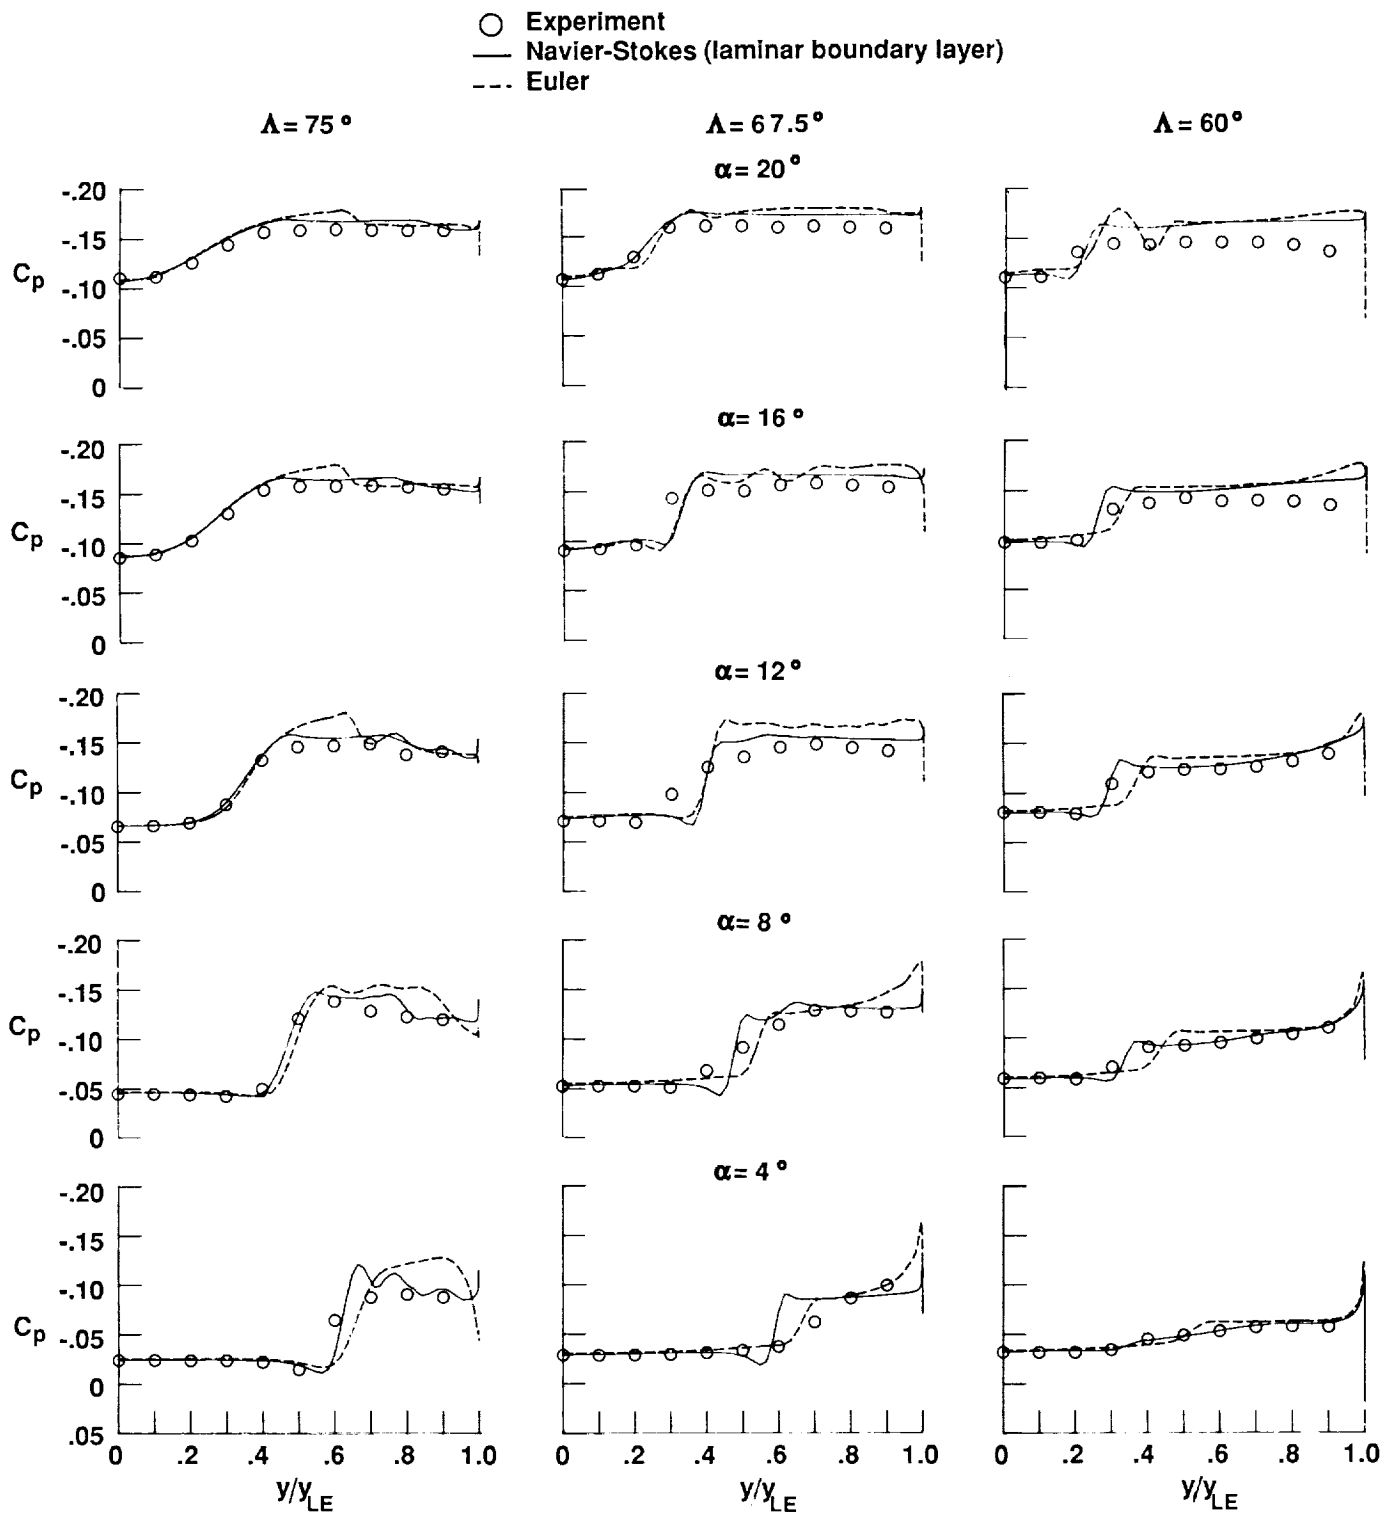 Experiment
Navier-Stokes (laminar boundary layer)
Euler
Λ = 75°
Λ = 67.5°
Λ = 60°
α = 20°
-.20
-.15
Cp
-.10
-.05
0
α = 16°
-.20
-.15
Cp
-.10
-.05
0
α = 12°
-.20
-.15
Cp
-.10
-.05
0
α = 8°
-.20
-.15
Cp
-.10
-.05
0
α = 4°
-.20
-.15
-.10
Cp
-.05
0
.05
0 .2 .4 .6 .8 1.0
0 .2 .4 .6 .8 1.0
0 .2 .4 .6 .8 1.0
y/yLE
y/yLE
y/yLE